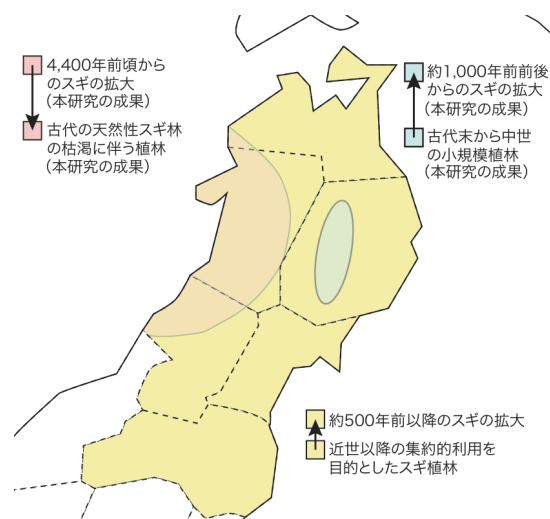 4,400年前頃から
のスギの拡大
(本研究の成果)
古代の天然性スギ林
の枯渇に伴う植林
(本研究の成果)
約1,000年前前後
からのスギの拡大
(本研究の成果)
古代末から中世
の小規模植林
(本研究の成果)
約500年前以降のスギの拡大
近世以降の集約的利用を
目的としたスギ植林